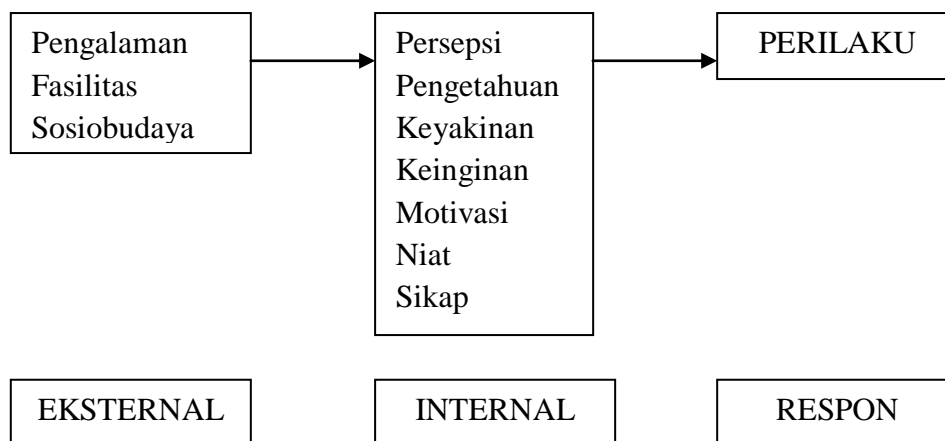 Pengalaman
Fasilitas
Sosiobudaya
Persepsi
Pengetahuan
Keyakinan
Keinginan
Motivasi
Niat
Sikap
PERILAKU
EKSTERNAL
INTERNAL
RESPON